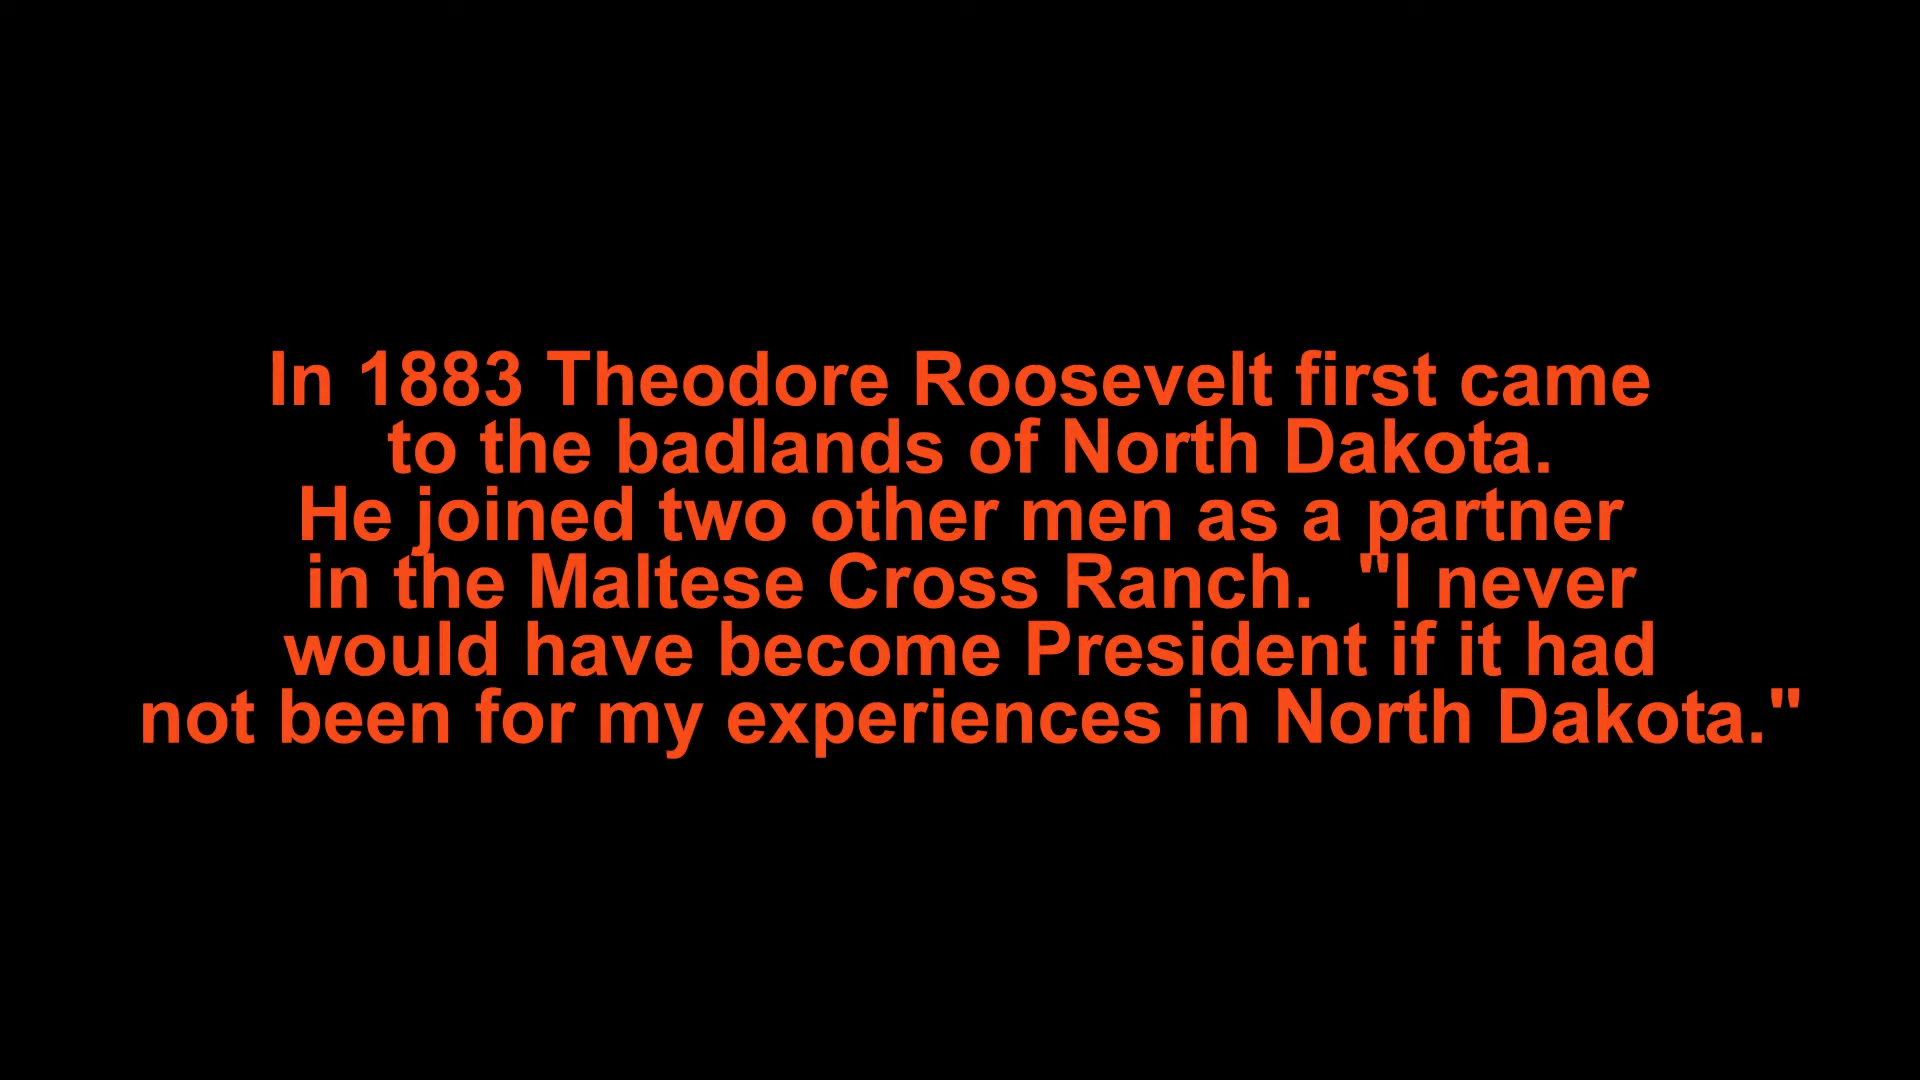 In 1883 Theodore Roosevelt first came
to the badlands of North Dakota.
He joined two other men as a partner
in the Maltese Cross Ranch.  "I never
would have become President if it had
not been for my experiences in North Dakota."